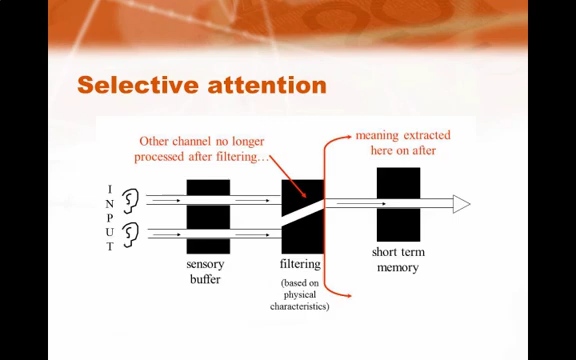 Selective attention
Other channel no longer
processed after filtering…
meaning extracted
here on after
I
N
P
U
T
sensory
buffer
filtering
(based on
physical
characteristics)
short term
memory